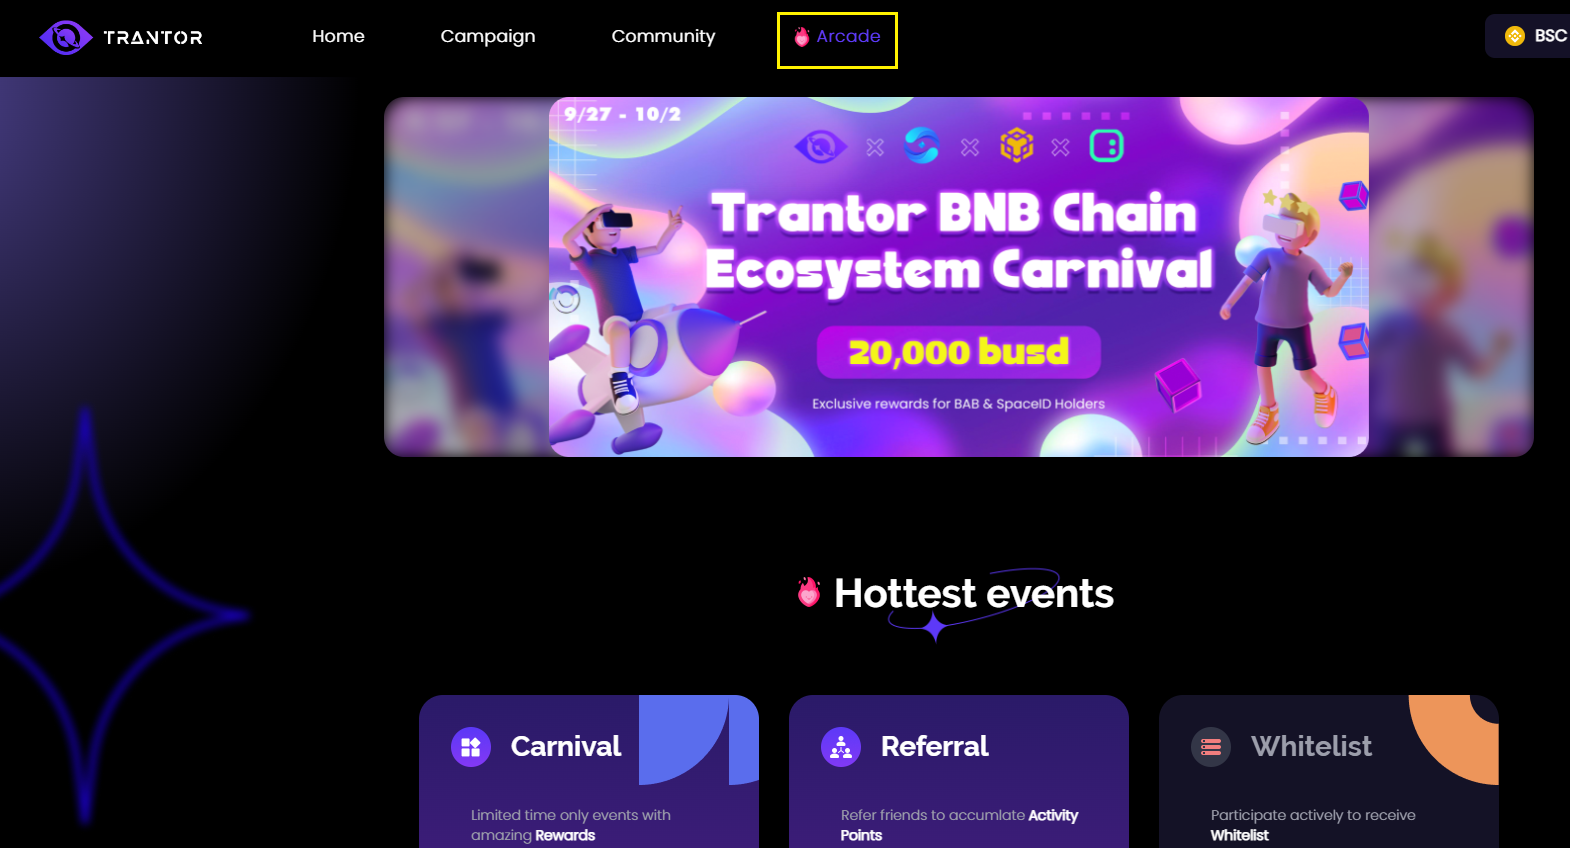 TRANTOR
Home
Campaign
Community
Arcade
BSC
9/27 - 10/2
Trantor BNB Chain
Ecosystem Carnival
20,000 busd
Exclusive rewards for BAB & SpaceID Holders
Hottest events
Carnival
Limited time only events with
amazing Rewards
Referral
Refer friends to accumlate Activity
Points
Whitelist
Participate actively to receive
Whitelist